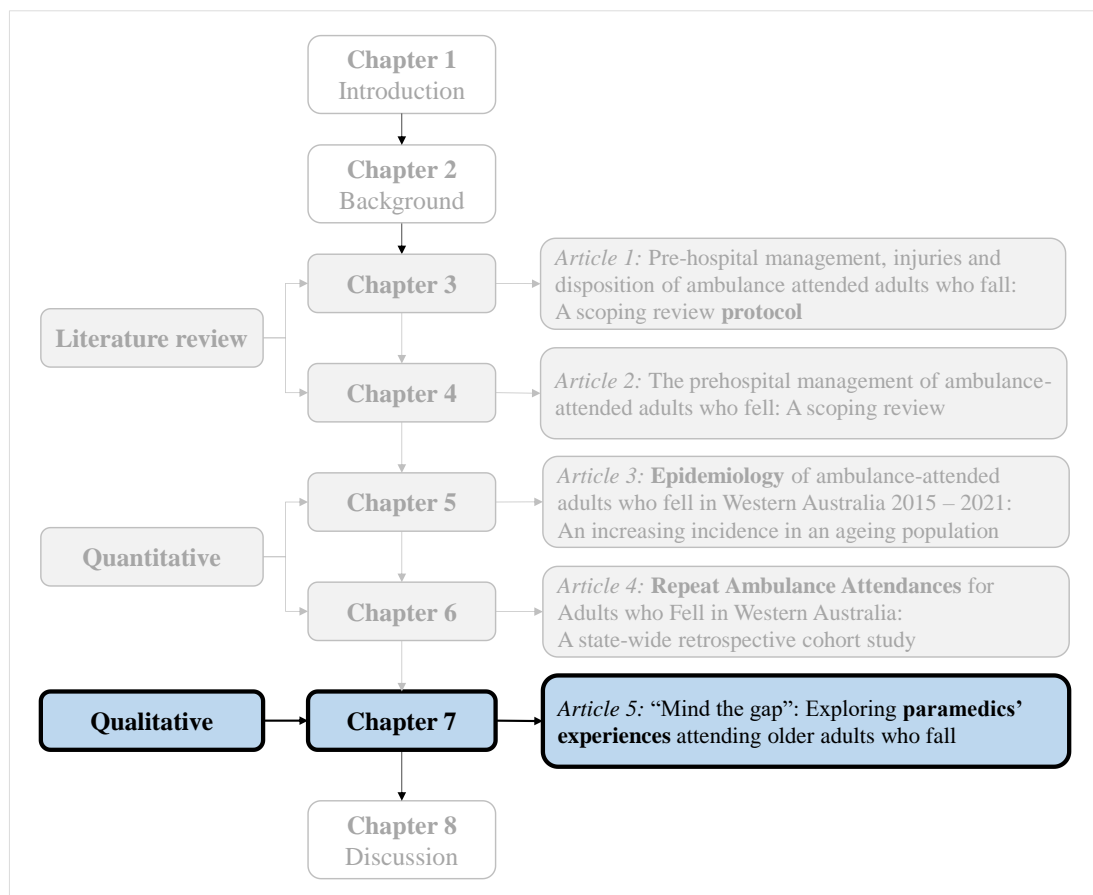 Chapter 1
Introduction
Chapter 2
Background
Literature review
Chapter 3
Article 1: Pre-hospital management, injuries and
disposition of ambulance attended adults who fall:
A scoping review protocol
Chapter 4
Article 2: The prehospital management of ambulance-
attended adults who fell: A scoping review
Quantitative
Chapter 5
Article 3: Epidemiology of ambulance-attended
adults who fell in Western Australia 2015 – 2021:
An increasing incidence in an ageing population
Chapter 6
Article 4: Repeat Ambulance Attendances for
Adults who Fell in Western Australia:
A state-wide retrospective cohort study
Qualitative
Chapter 7
Article 5: “Mind the gap”: Exploring paramedics’
experiences attending older adults who fall
Chapter 8
Discussion